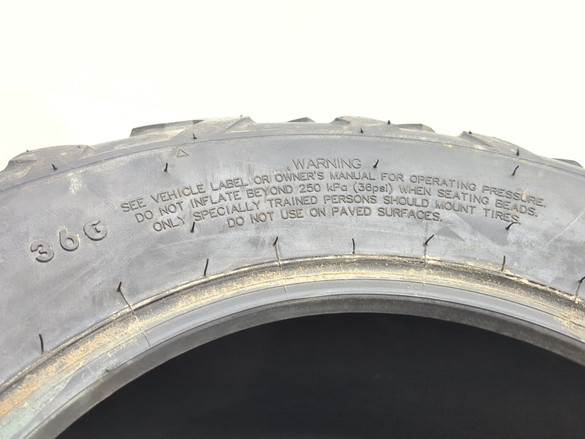 WARNING
SEE VEHICLE LABEL OR OWNER'S MANUAL FOR OPERATING PRESSURE.
DO NOT INFLATE BEYOND 250 kPa (36psi) WHEN SEATING BEADS.
ONLY SPECIALLY TRAINED PERSONS SHOULD MOUNT TIRES.
DO NOT USE ON PAVED SURFACES.
36G